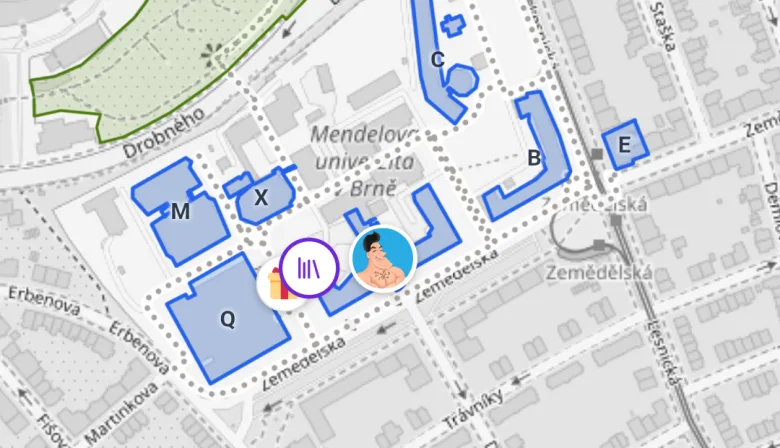 C
Staška
Drobného
Mendelova
univerzita
v Brně
E
B
X
M
Zemědělská
Zemědělská
Zemědělská
Q
Zemědělská
Erbenova
Erbenova
Lesnická
Martinkova
Trávníky